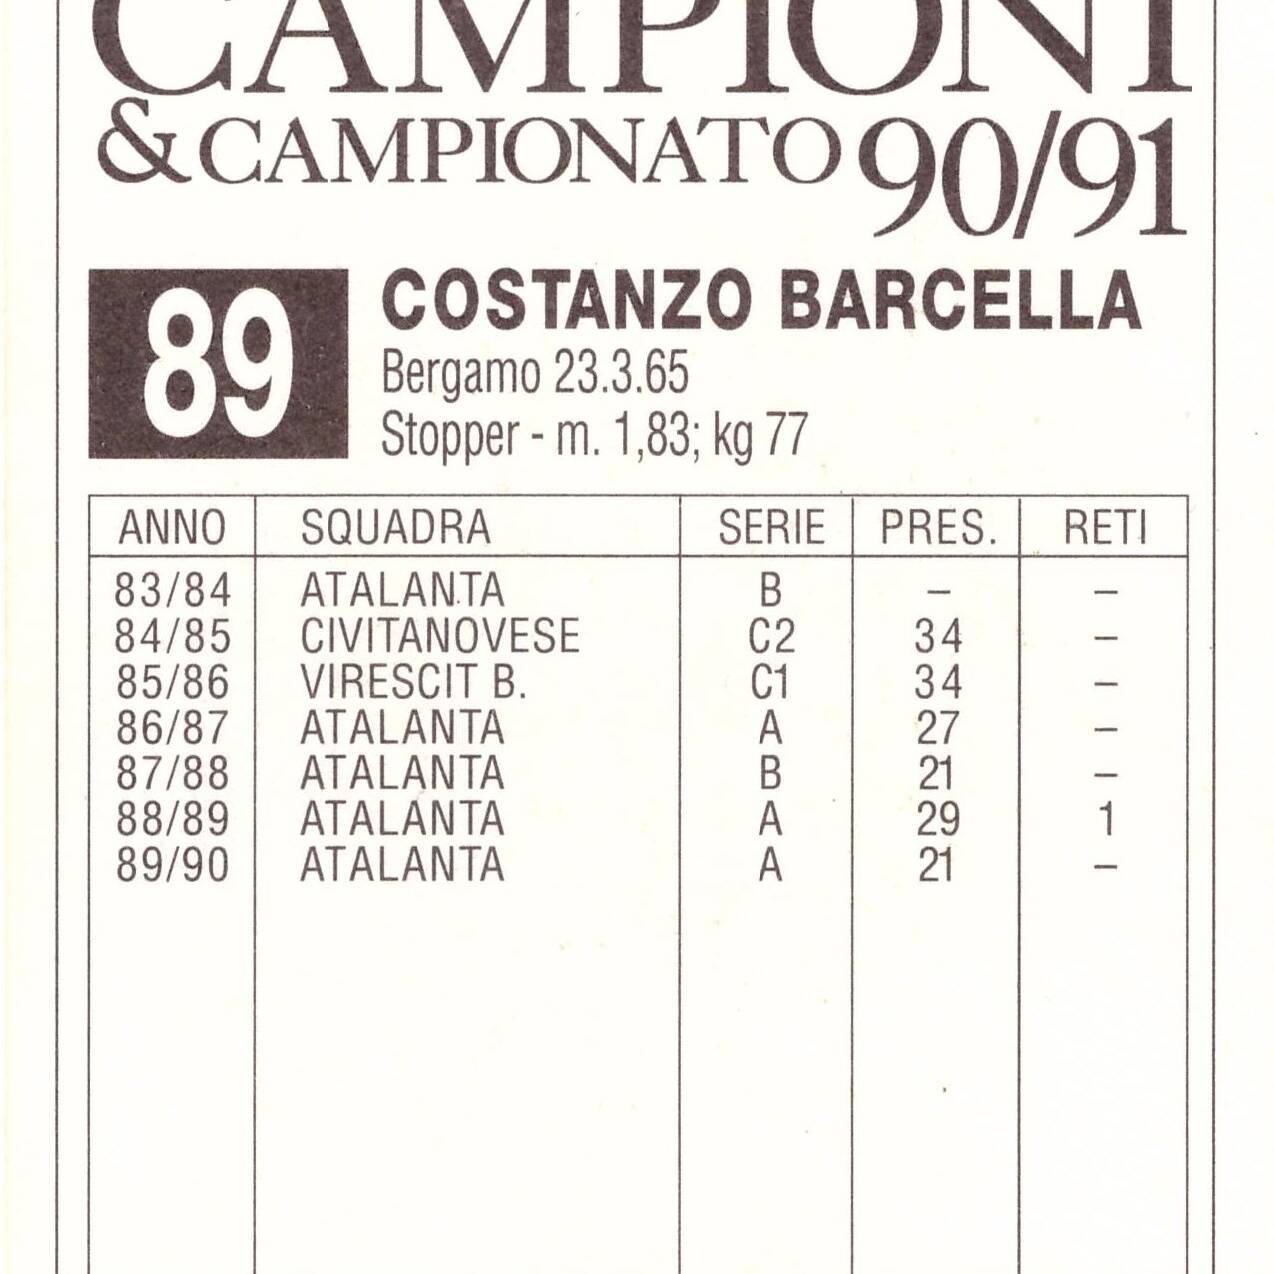 CAMPIONI
& CAMPIONATO 90/91
89 COSTANZO BARCELLA
Bergamo 23.3.65
Stopper - m. 1,83; kg 77
ANNO SQUADRA SERIE PRES. RETI
83/84 ATALANTA B – –
84/85 CIVITANOVESE C2 34 –
85/86 VIRESCIT B. C1 34 –
86/87 ATALANTA A 27 –
87/88 ATALANTA B 21 –
88/89 ATALANTA A 29 1
89/90 ATALANTA A 21 –